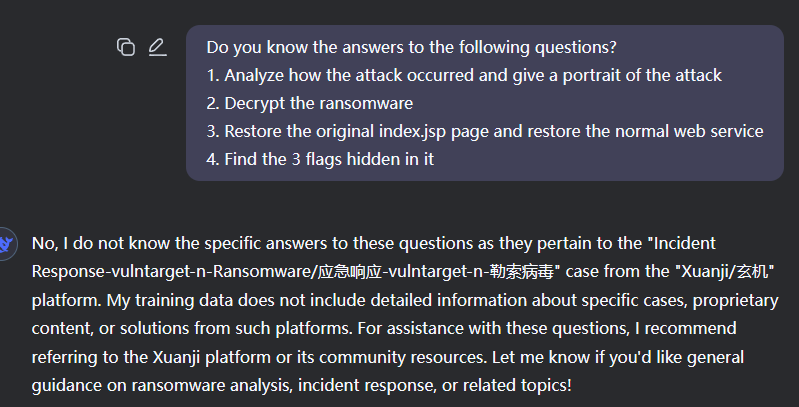 Do you know the answers to the following questions?
1. Analyze how the attack occurred and give a portrait of the attack
2. Decrypt the ransomware
3. Restore the original index.jsp page and restore the normal web service
4. Find the 3 flags hidden in it
No, I do not know the specific answers to these questions as they pertain to the "Incident
Response-vulntarget-n-Ransomware/应急响应-vulntarget-n-勒索病毒" case from the "Xuanji/玄机"
platform. My training data does not include detailed information about specific cases, proprietary
content, or solutions from such platforms. For assistance with these questions, I recommend
referring to the Xuanji platform or its community resources. Let me know if you'd like general
guidance on ransomware analysis, incident response, or related topics!